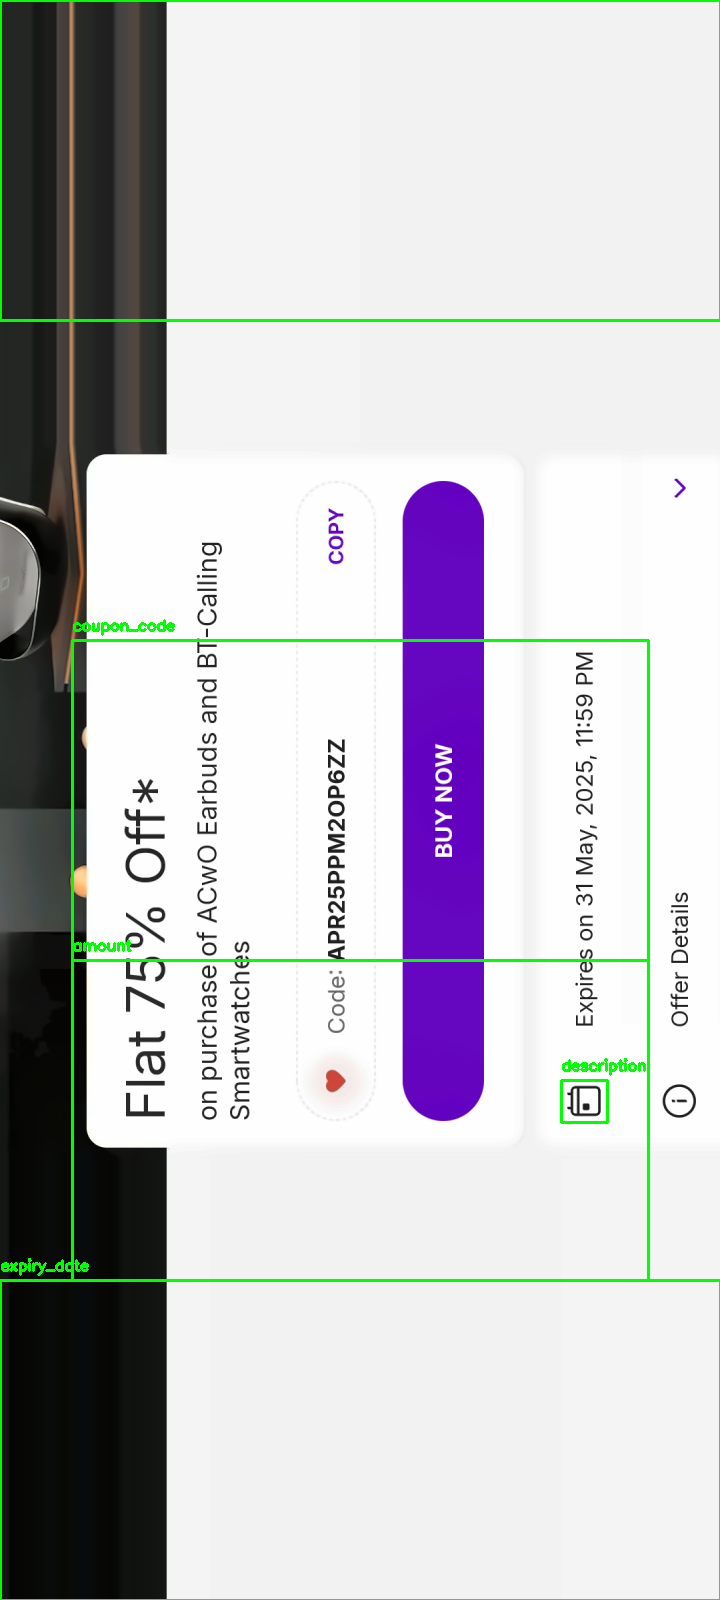 Flat 75% Off*
on purchase of ACwO Earbuds and BT-Calling
Smartwatches
Code: APR25PPM2OP6ZZ
COPY
BUY NOW
Expires on 31 May, 2025, 11:59 PM
Offer Details
coupon_code
amount
description
expiry_date